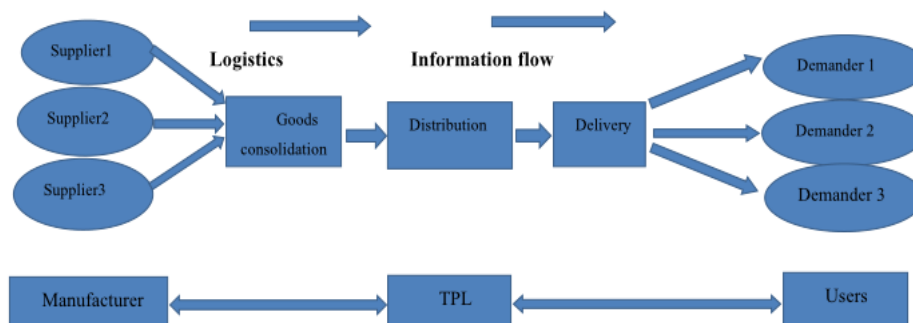 Supplier1
Logistics
Information flow
Demander 1
Supplier2
Goods
consolidation
Distribution
Delivery
Demander 2
Supplier3
Demander 3
Manufacturer
TPL
Users